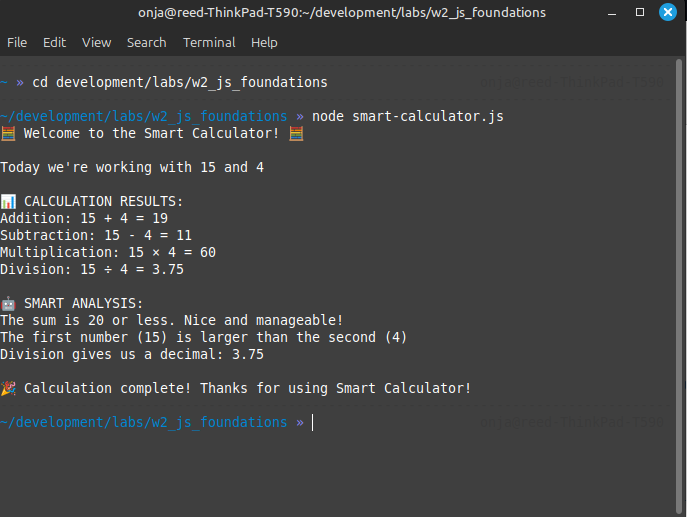 onja@reed-ThinkPad-T590:~/development/labs/w2_js_foundations
File Edit View Search Terminal Help
~ » cd development/labs/w2_js_foundations onja@reed-ThinkPad-T590
~/development/labs/w2_js_foundations » node smart-calculator.js
🧮 Welcome to the Smart Calculator! 🧮
Today we're working with 15 and 4
📊 CALCULATION RESULTS:
Addition: 15 + 4 = 19
Subtraction: 15 - 4 = 11
Multiplication: 15 × 4 = 60
Division: 15 ÷ 4 = 3.75
🤖 SMART ANALYSIS:
The sum is 20 or less. Nice and manageable!
The first number (15) is larger than the second (4)
Division gives us a decimal: 3.75
🎉 Calculation complete! Thanks for using Smart Calculator!
~/development/labs/w2_js_foundations » onja@reed-ThinkPad-T590